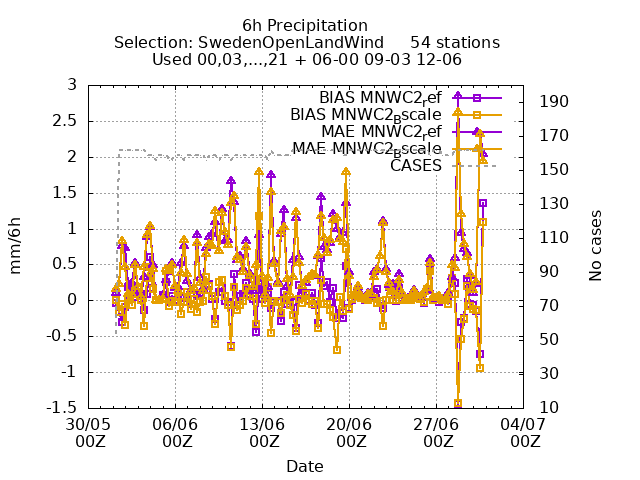 6h Precipitation
Selection: SwedenOpenLandWind 54 stations
Used 00,03,...,21 + 06-00 09-03 12-06
BIAS MNWC2_ref
BIAS MNWC2_Bscale
MAE MNWC2_ref
MAE MNWC2_Bscale
CASES
3
2.5
2
1.5
1
0.5
0
-0.5
-1
-1.5
mm/6h
190
170
150
130
110
90
70
50
30
10
No cases
30/05 06/06 13/06 20/06 27/06 04/07
00Z 00Z 00Z 00Z 00Z 00Z
Date